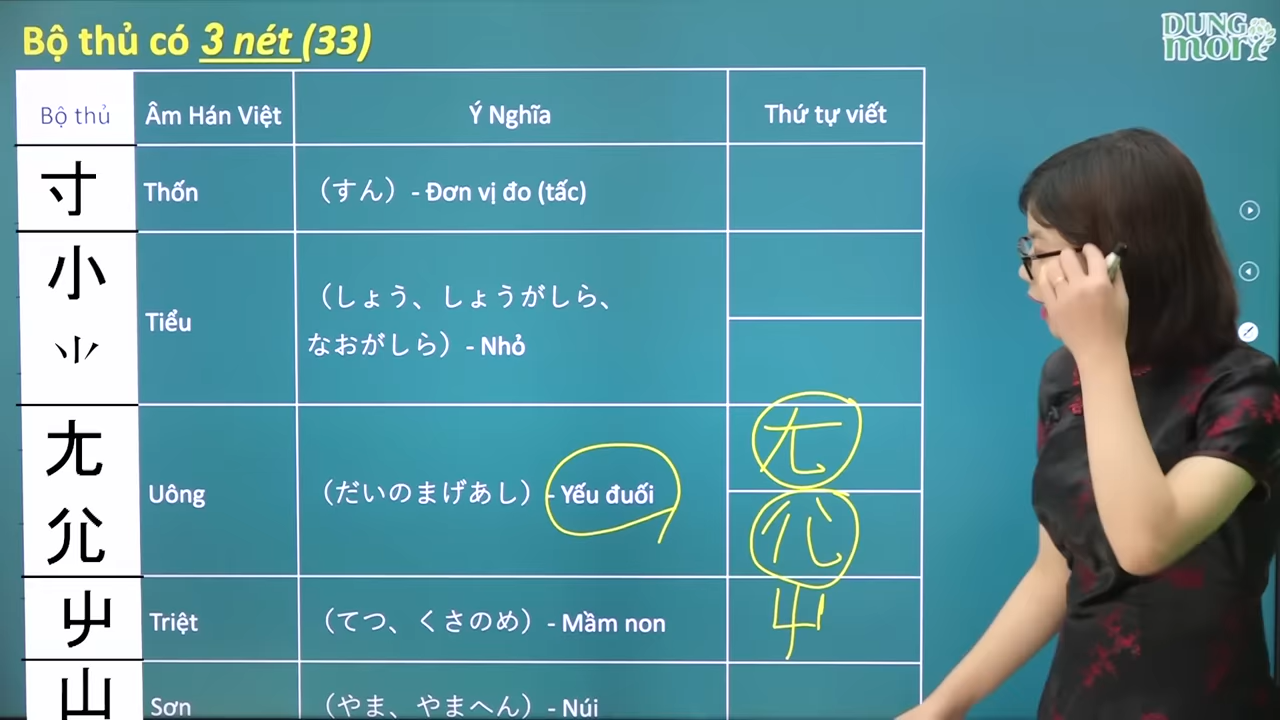 Bộ thủ có 3 nét (33)
DUNG
mori
Bộ thủ Âm Hán Việt Ý Nghĩa Thứ tự viết
寸 Thốn （すん）- Đơn vị đo (tấc)
小 Tiểu （しょう、しょうがしら、
⺌ なおがしら）- Nhỏ
尢 Uông （だいのまげあし）- Yếu đuối 尢
尣 尣
屮 Triệt （てつ、くさのめ）- Mầm non 屮
山 Sơn （やま、やまへん）- Núi